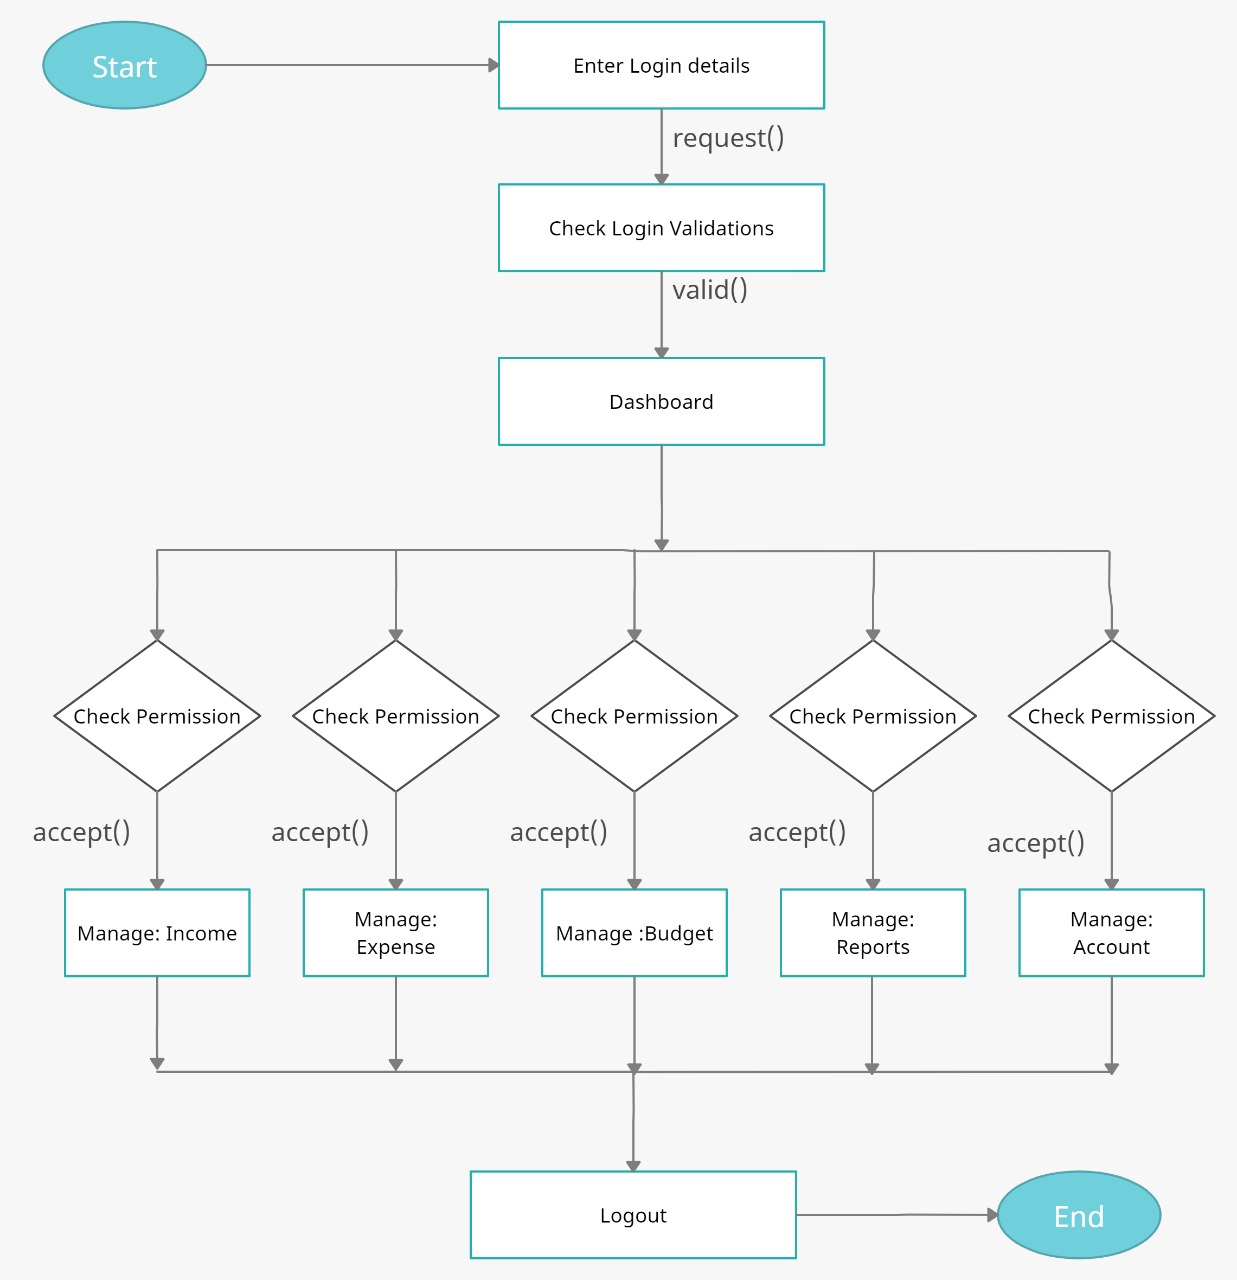 Start
Enter Login details
request()
Check Login Validations
valid()
Dashboard
Check Permission
Check Permission
Check Permission
Check Permission
Check Permission
accept()
accept()
accept()
accept()
accept()
Manage: Income
Manage:
Expense
Manage :Budget
Manage:
Reports
Manage:
Account
Logout
End